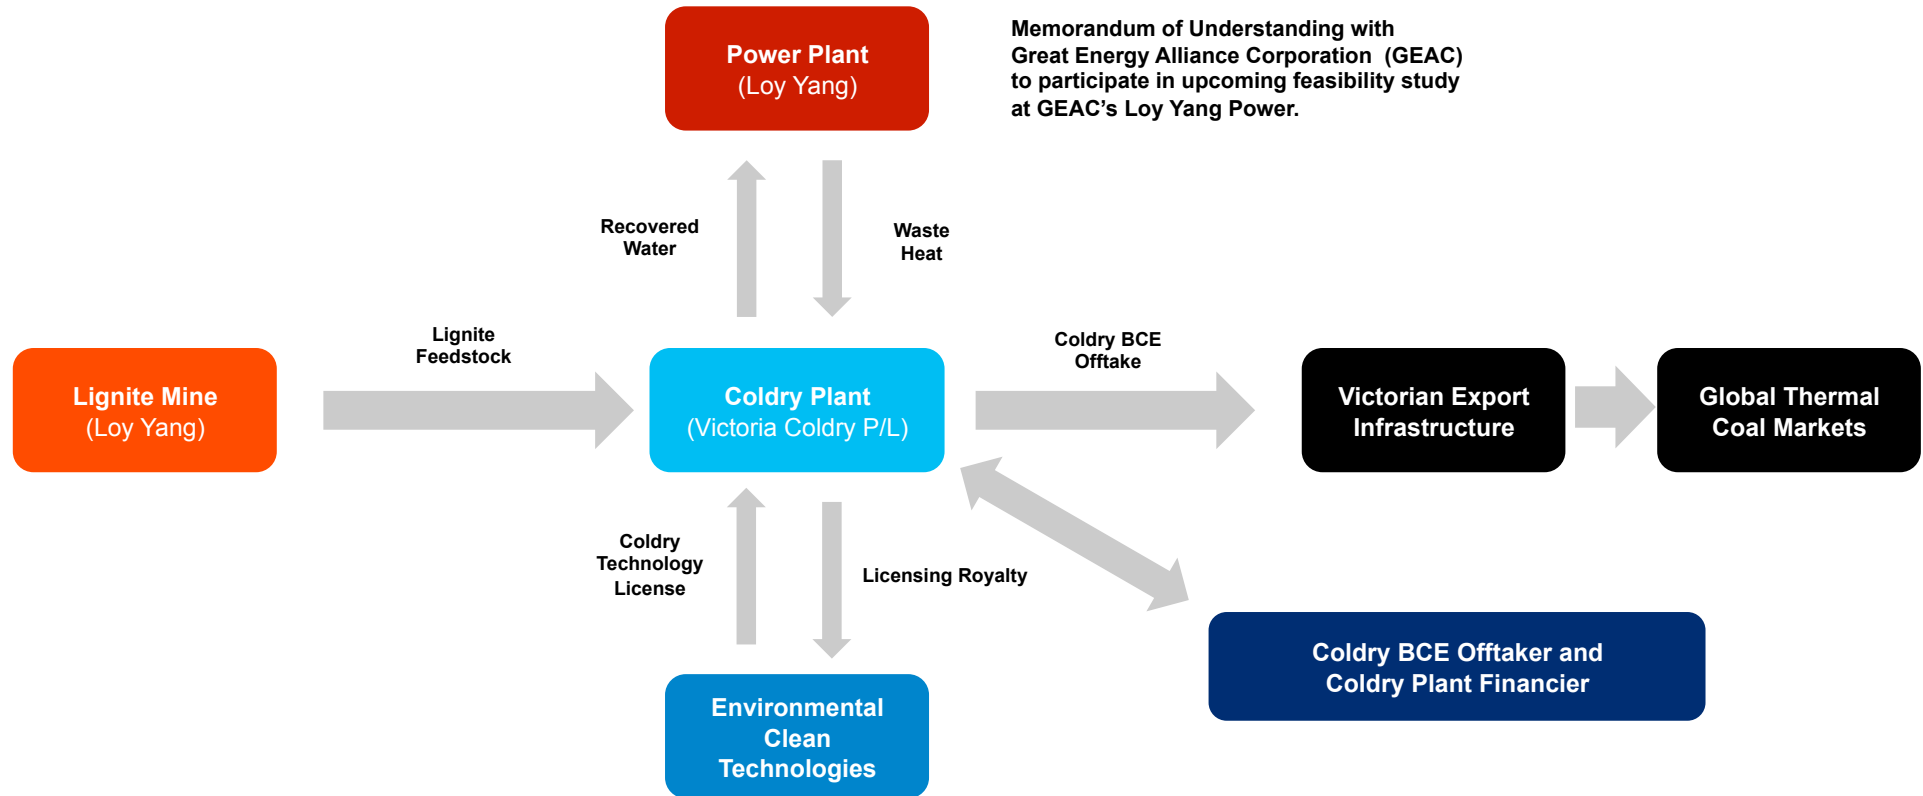 Power Plant
(Loy Yang)
Memorandum of Understanding with
Great Energy Alliance Corporation (GEAC)
to participate in upcoming feasibility study
at GEAC's Loy Yang Power.
Recovered
Water
Waste
Heat
Lignite
Feedstock
Coldry BCE
Offtake
Lignite Mine
(Loy Yang)
Coldry Plant
(Victoria Coldry P/L)
Victorian Export
Infrastructure
Global Thermal
Coal Markets
Coldry
Technology
License
Licensing Royalty
Coldry BCE Offtaker and
Coldry Plant Financier
Environmental
Clean
Technologies